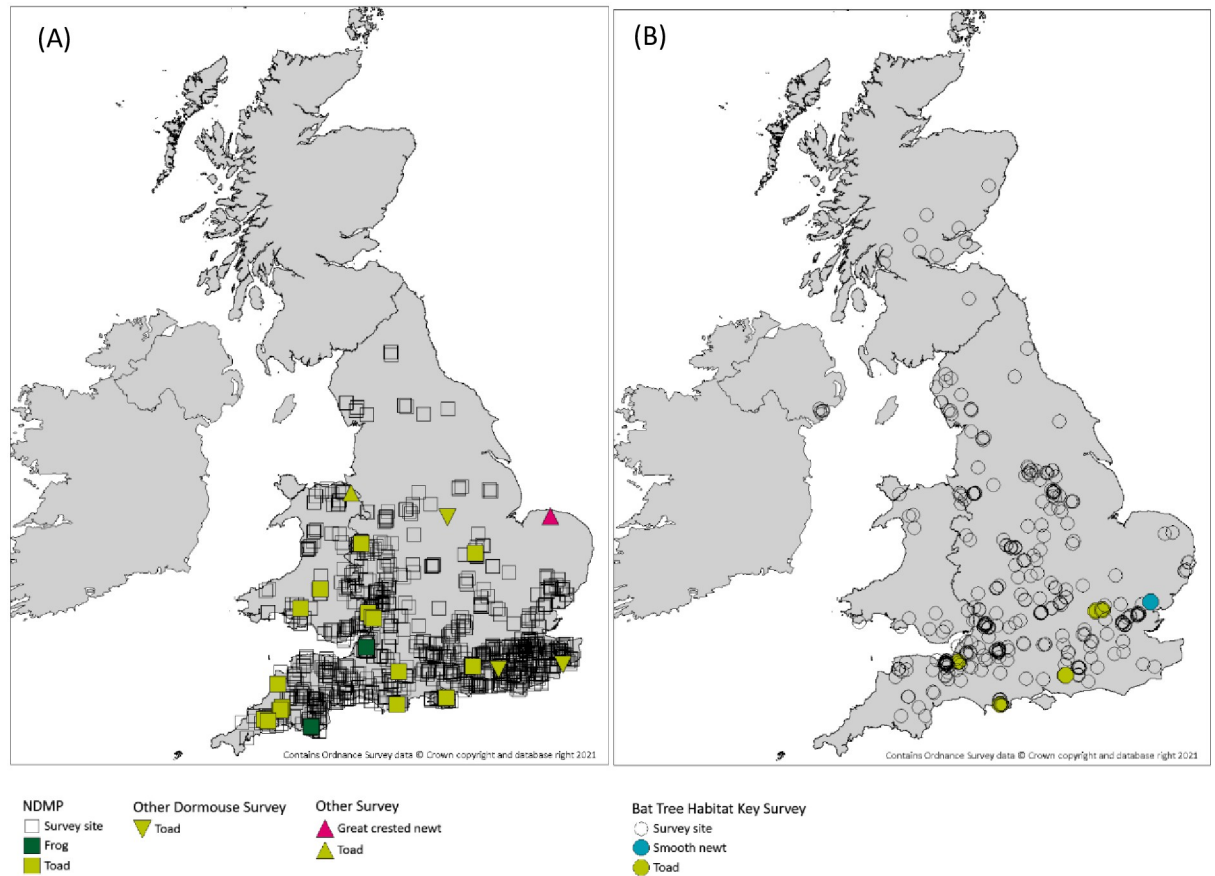 (A)
(B)
Contains Ordnance Survey data © Crown copyright and database right 2021
Contains Ordnance Survey data © Crown copyright and database right 2021
NDMP
Survey site
Frog
Toad
Other Dormouse Survey
Toad
Other Survey
Great crested newt
Toad
Bat Tree Habitat Key Survey
Survey site
Smooth newt
Toad